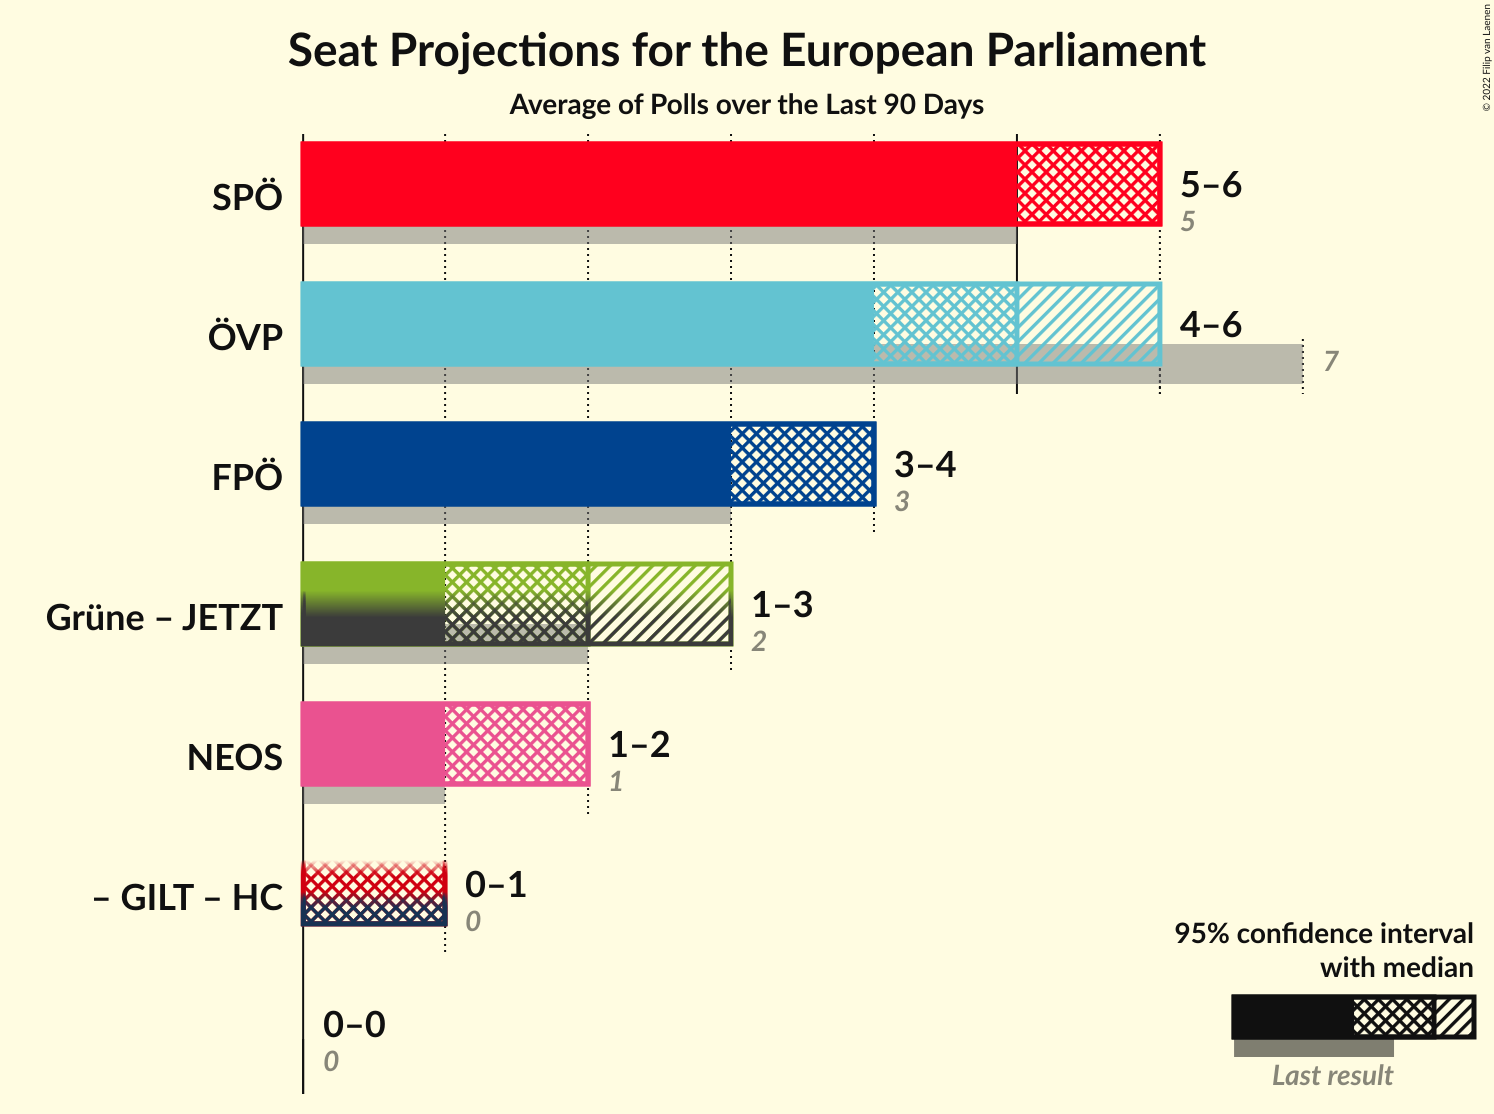 Seat Projections for the European Parliament
Average of Polls over the Last 90 Days
© 2022 Filip van Laenen
SPÖ
5–6
5
ÖVP
4–6
7
FPÖ
3–4
3
Grüne – JETZT
1–3
2
NEOS
1–2
1
– GILT – HC
0–1
0
0–0
0
95% confidence interval
with median
Last result